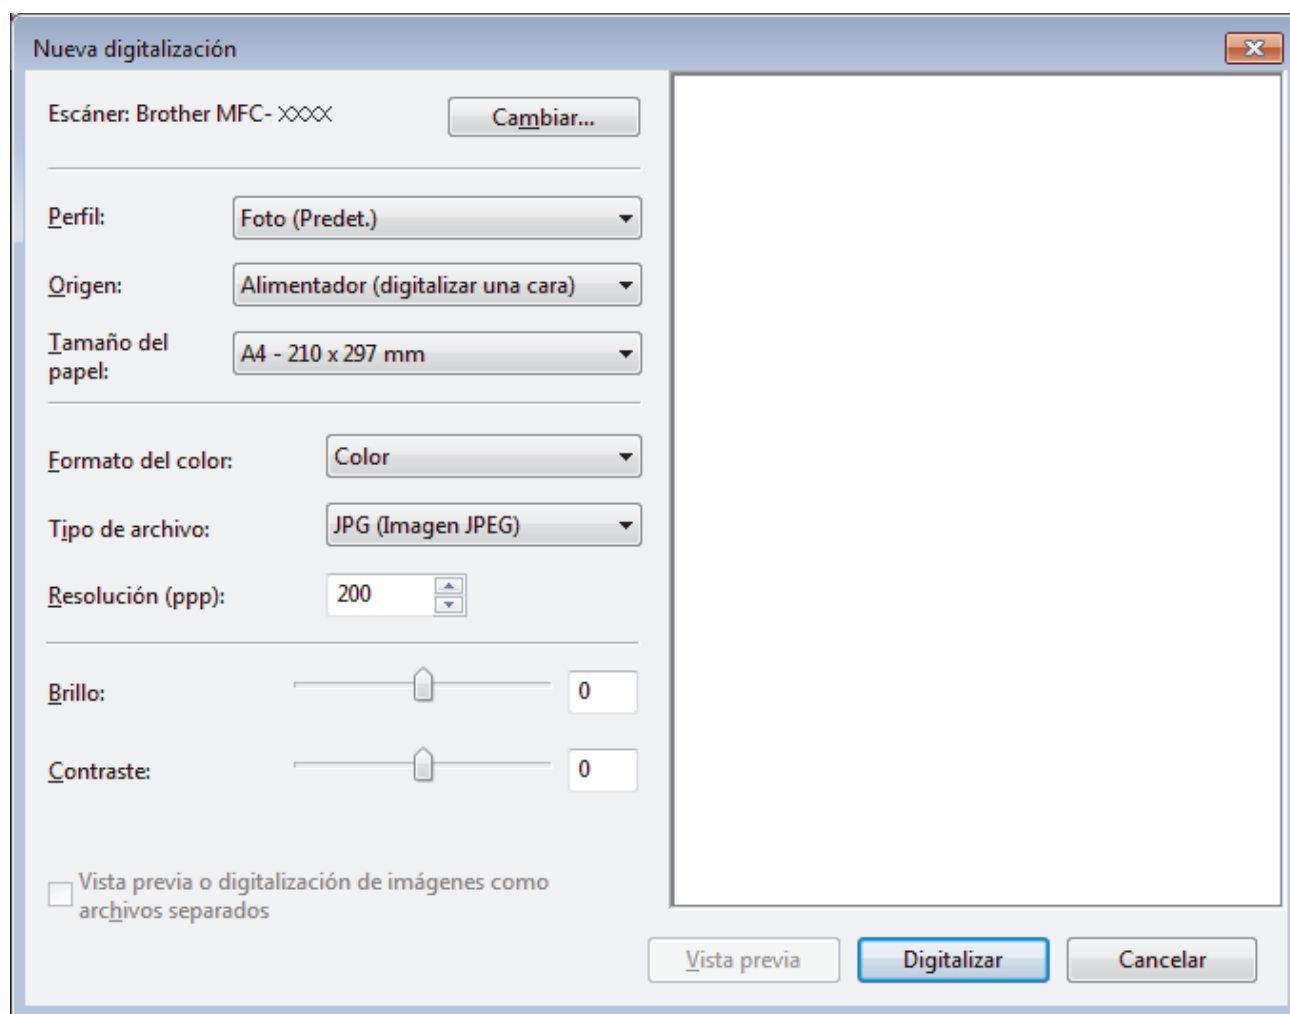 Nueva digitalización
Escáner: Brother MFC- XXXX
Cambiar...
Perfil:
Foto (Predet.)
Origen:
Alimentador (digitalizar una cara)
Tamaño del
papel:
A4 - 210 x 297 mm
Formato del color:
Color
Tipo de archivo:
JPG (Imagen JPEG)
Resolución (ppp):
200
Brillo:
0
Contraste:
0
Vista previa o digitalización de imágenes como
archivos separados
Vista previa
Digitalizar
Cancelar